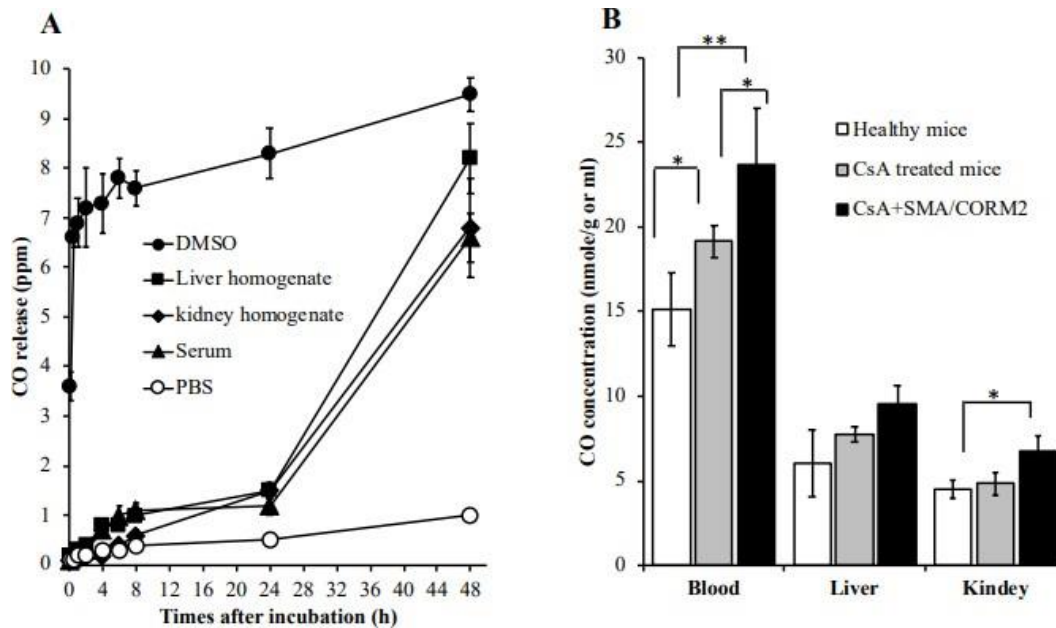 A
10
9
8
7
6
5
4
3
2
1
0
CO release (ppm)
DMSO
Liver homogenate
kidney homogenate
Serum
PBS
0 4 8 12 16 20 24 28 32 36 40 44 48
Times after incubation (h)
B
30
25
20
15
10
5
0
CO concentration (nmole/g or ml)
**
*
*
*
Healthy mice
CsA treated mice
CsA+SMA/CORM2
Blood Liver Kindey